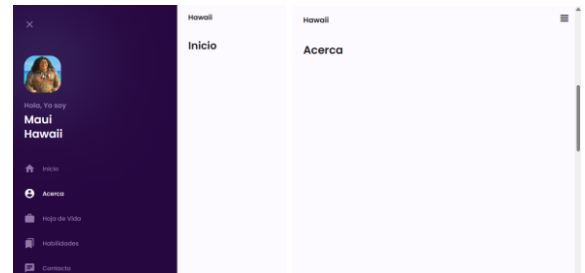 Hola, Yo soy
Maui
Hawaii
Inicio
Acerca
Hoja de Vida
Habilidades
Contacto
Hawaii
Inicio
Hawaii
Acerca